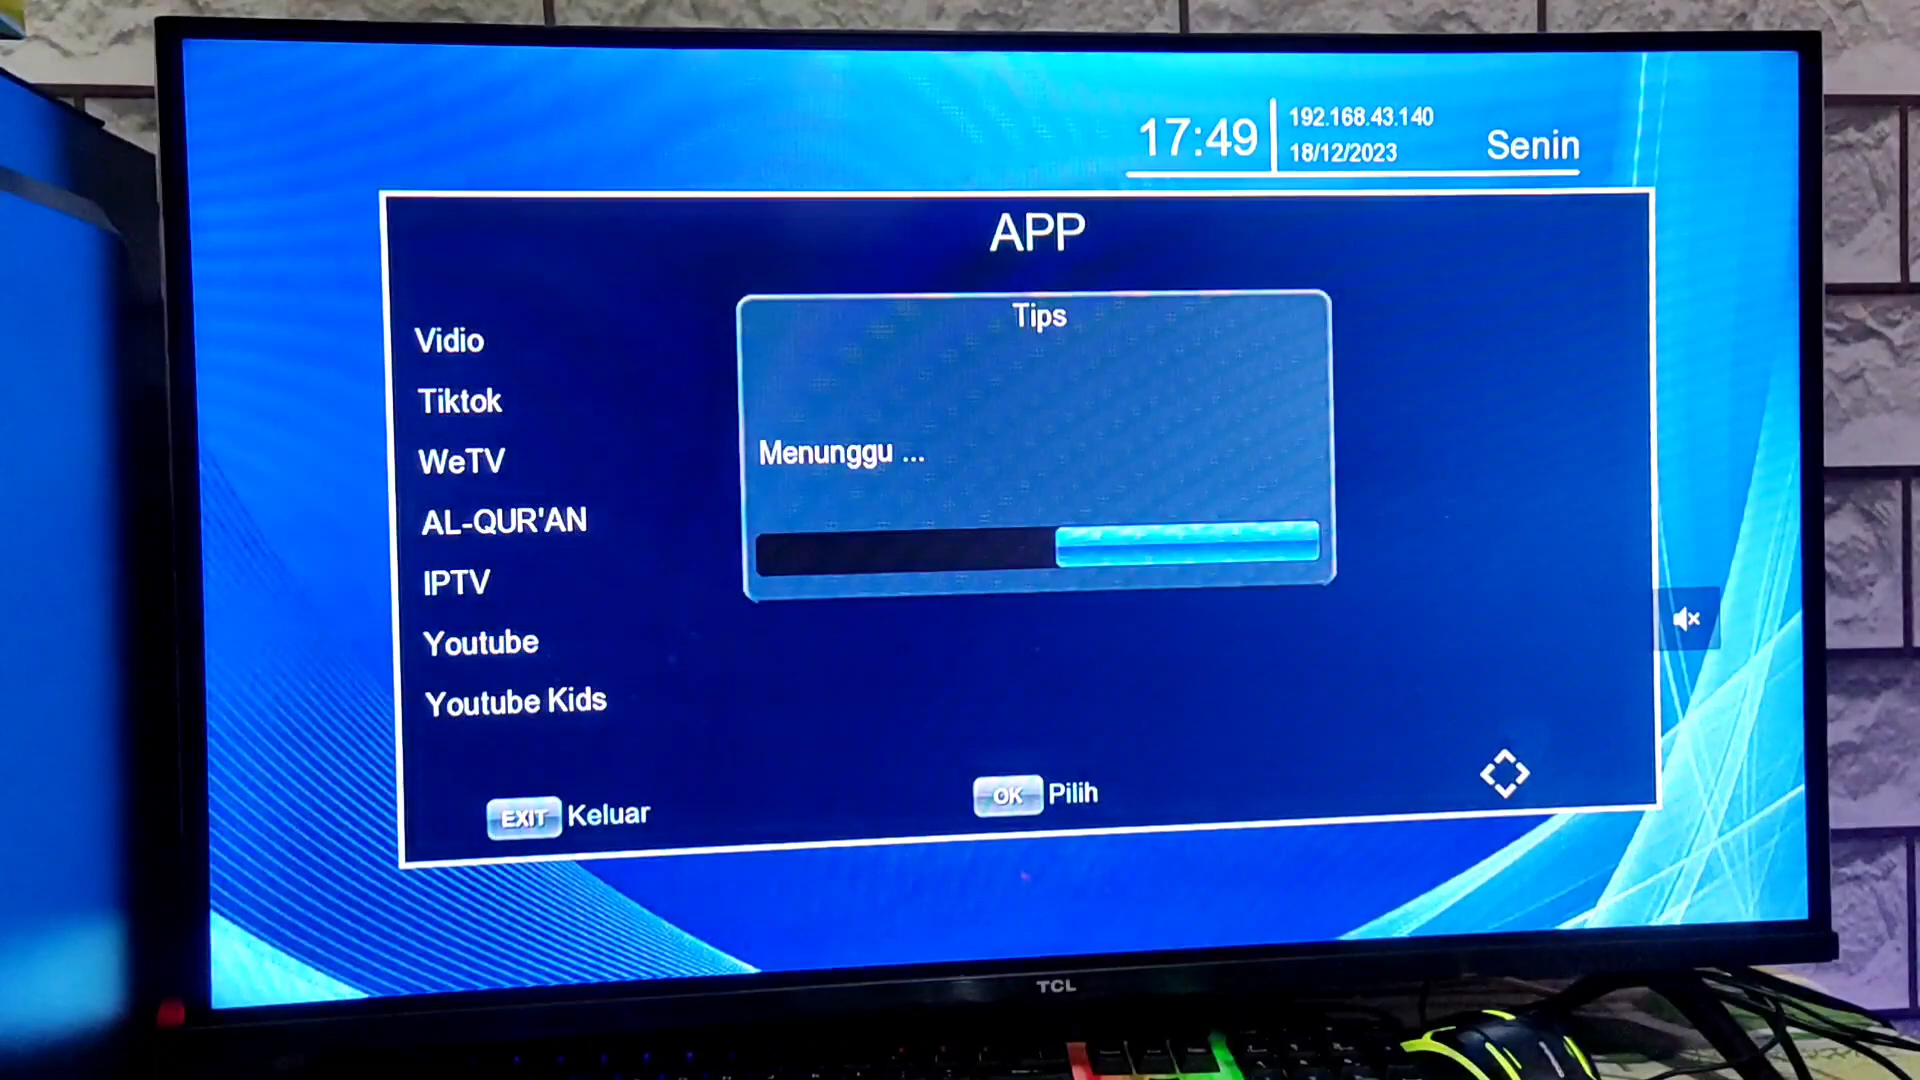 17:49
192.168.43.140
18/12/2023
Senin
APP
Tips
Vidio
Tiktok
WeTV
AL-QUR'AN
IPTV
Youtube
Youtube Kids
Menunggu ...
EXIT Keluar
OK Pilih
TCL